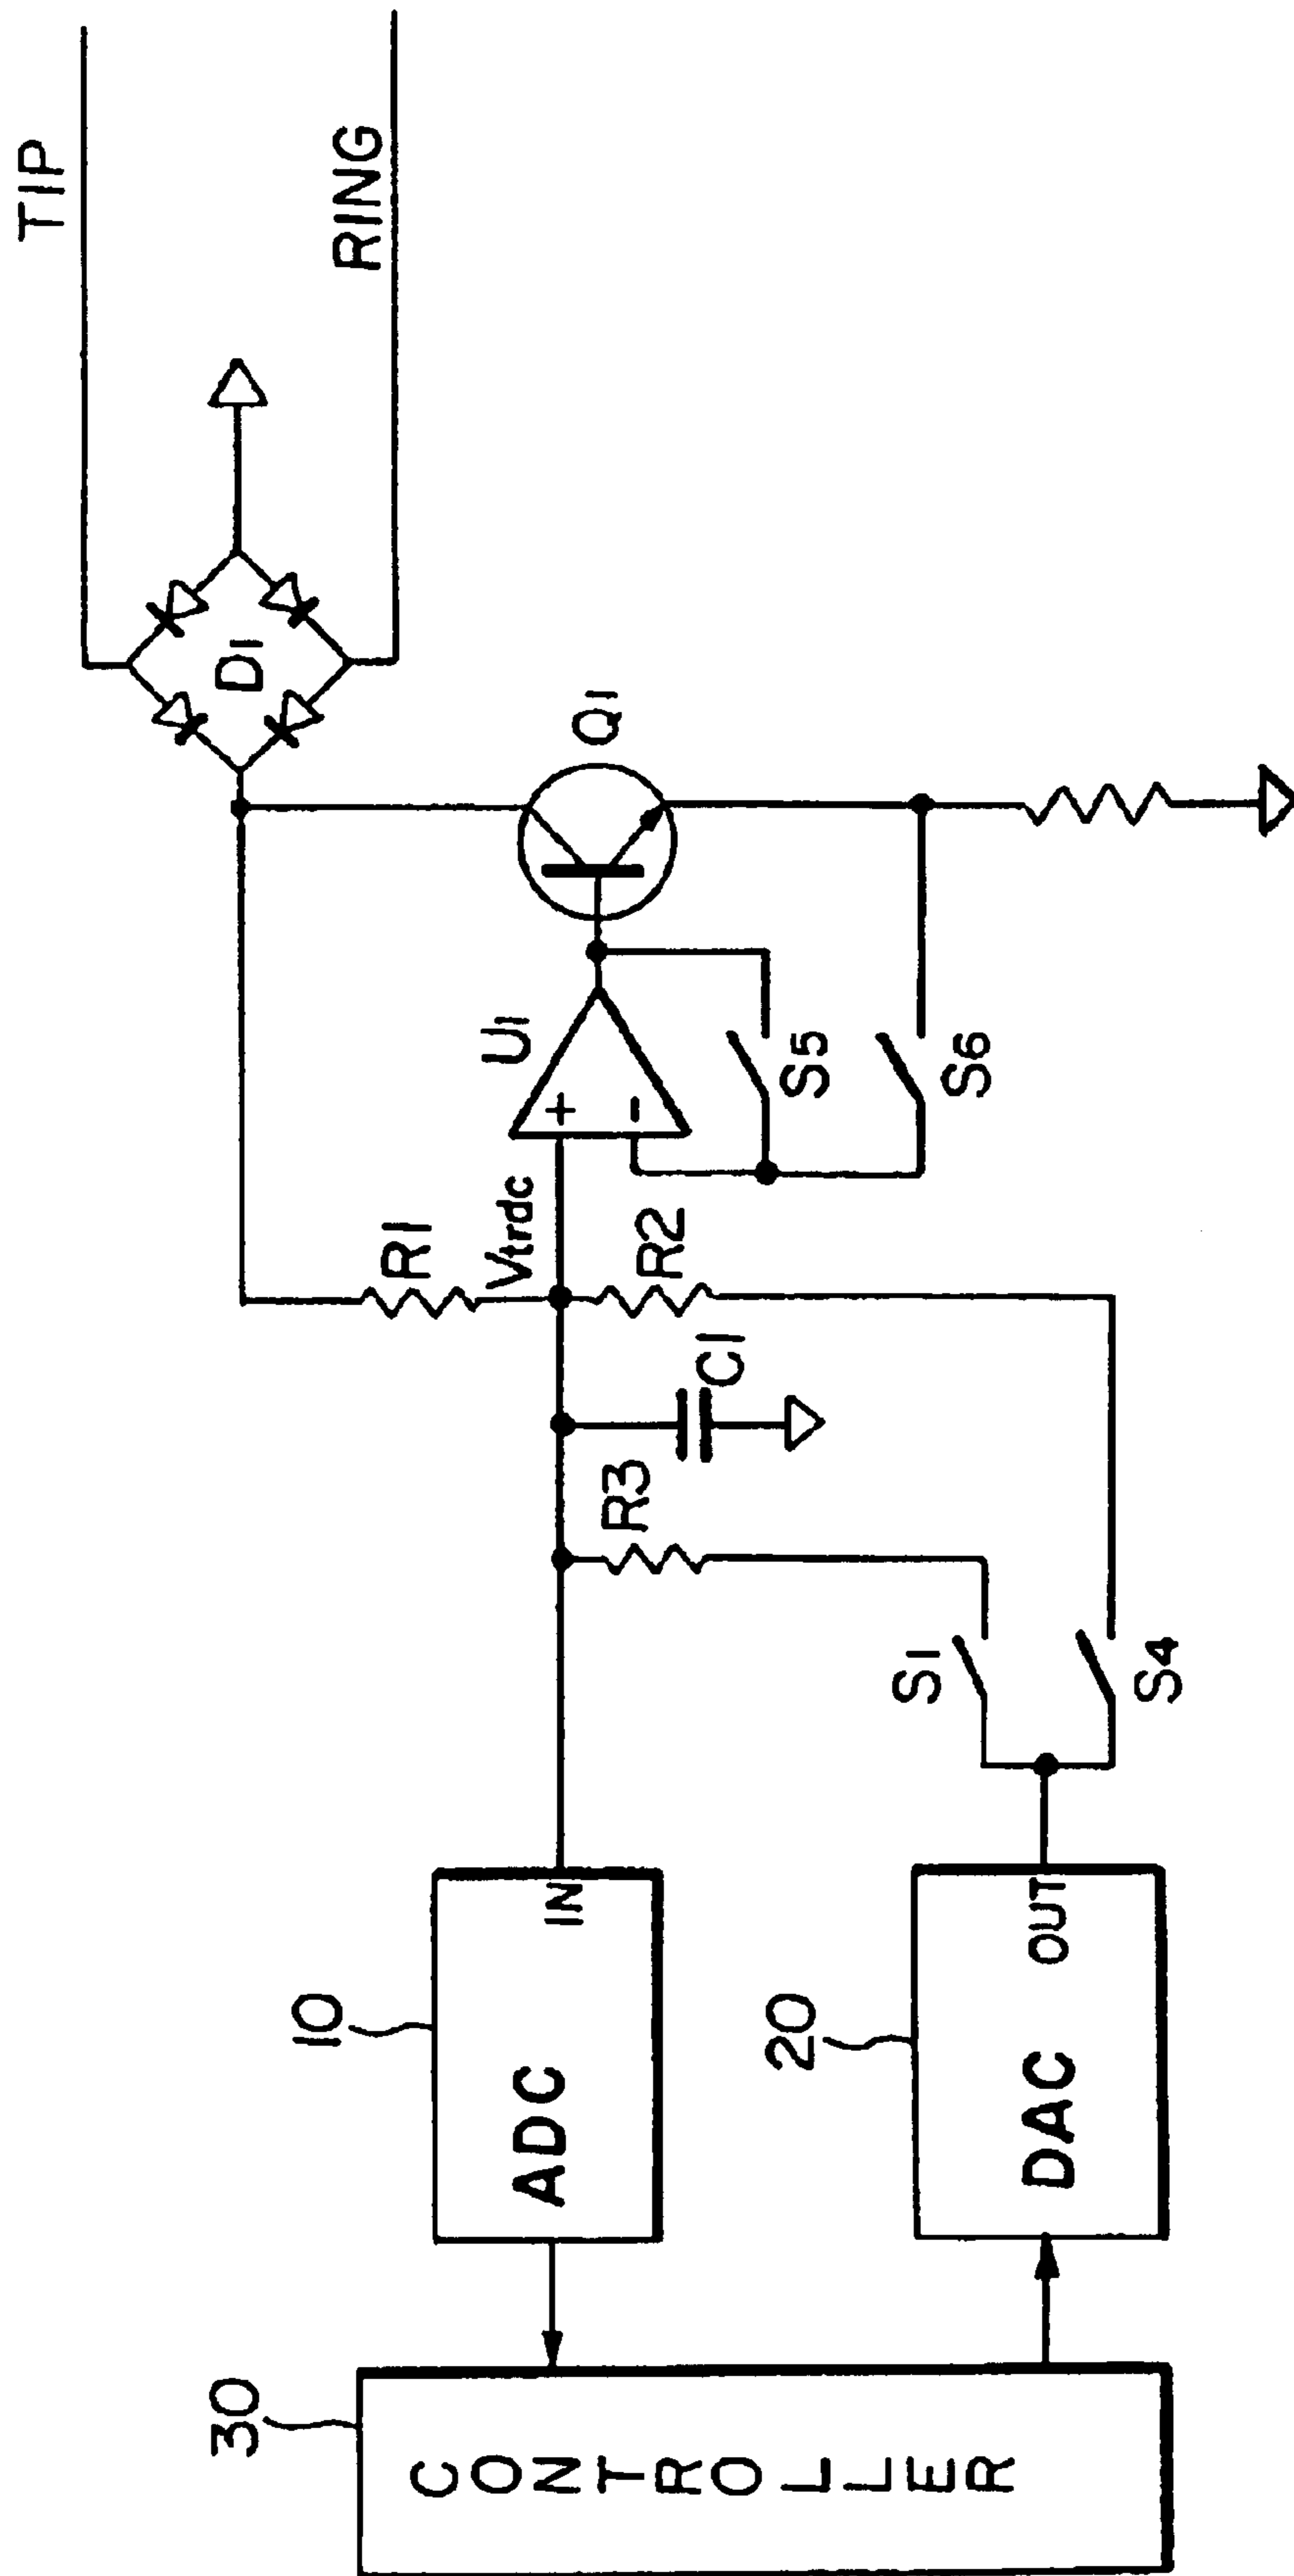 TIP
RING
D1
Q1
U1
+
-
S5
S6
R1
Vtrdc
R2
C1
R3
S1
S4
10
ADC
IN
20
DAC
OUT
30
CONTROLLER